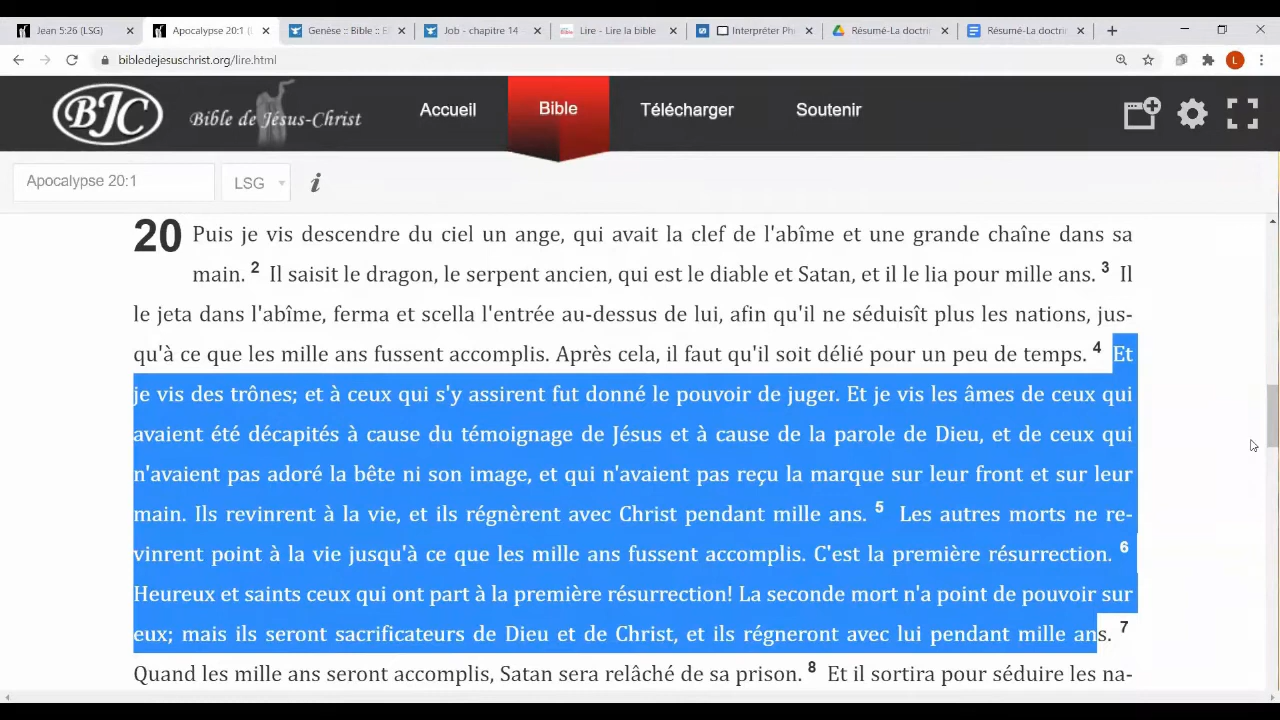 Jean 5:26 (LSG)
Apocalypse 20:1 (
Genèse :: Bible :: E
Job - chapitre 14
Lire - Lire la bible
Interpréter Ph
Résumé-La doctrin
Résumé-La doctrin
bibledejesuschrist.org/lire.html
L
BJC Bible de Jésus-Christ
Accueil
Bible
Télécharger
Soutenir
Apocalypse 20:1
LSG
i
20 Puis je vis descendre du ciel un ange, qui avait la clef de l'abîme et une grande chaîne dans sa
main. 2 Il saisit le dragon, le serpent ancien, qui est le diable et Satan, et il le lia pour mille ans. 3 Il
le jeta dans l'abîme, ferma et scella l'entrée au-dessus de lui, afin qu'il ne séduisît plus les nations, jus-
qu'à ce que les mille ans fussent accomplis. Après cela, il faut qu'il soit délié pour un peu de temps. 4 Et
je vis des trônes; et à ceux qui s'y assirent fut donné le pouvoir de juger. Et je vis les âmes de ceux qui
avaient été décapités à cause du témoignage de Jésus et à cause de la parole de Dieu, et de ceux qui
n'avaient pas adoré la bête ni son image, et qui n'avaient pas reçu la marque sur leur front et sur leur
main. Ils revinrent à la vie, et ils régnèrent avec Christ pendant mille ans. 5 Les autres morts ne re-
vinrent point à la vie jusqu'à ce que les mille ans fussent accomplis. C'est la première résurrection. 6
Heureux et saints ceux qui ont part à la première résurrection! La seconde mort n'a point de pouvoir sur
eux; mais ils seront sacrificateurs de Dieu et de Christ, et ils régneront avec lui pendant mille ans. 7
Quand les mille ans seront accomplis, Satan sera relâché de sa prison. 8 Et il sortira pour séduire les na-